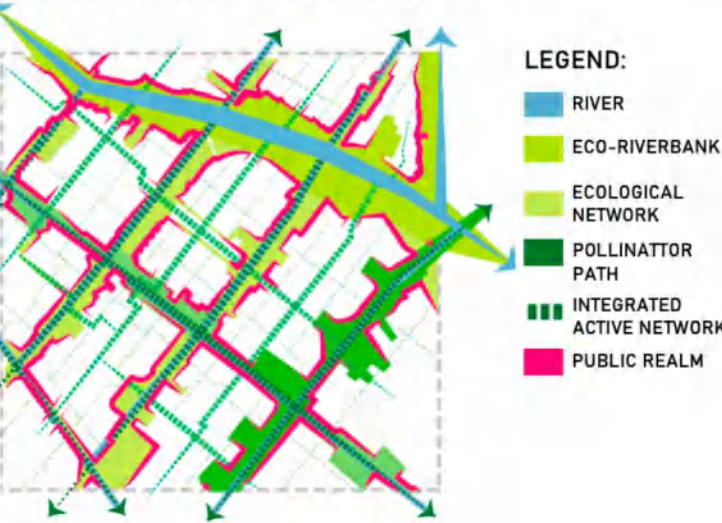 LEGEND:
RIVER
ECO-RIVERBANK
ECOLOGICAL
NETWORK
POLLINATTOR
PATH
INTEGRATED
ACTIVE NETWORK
PUBLIC REALM